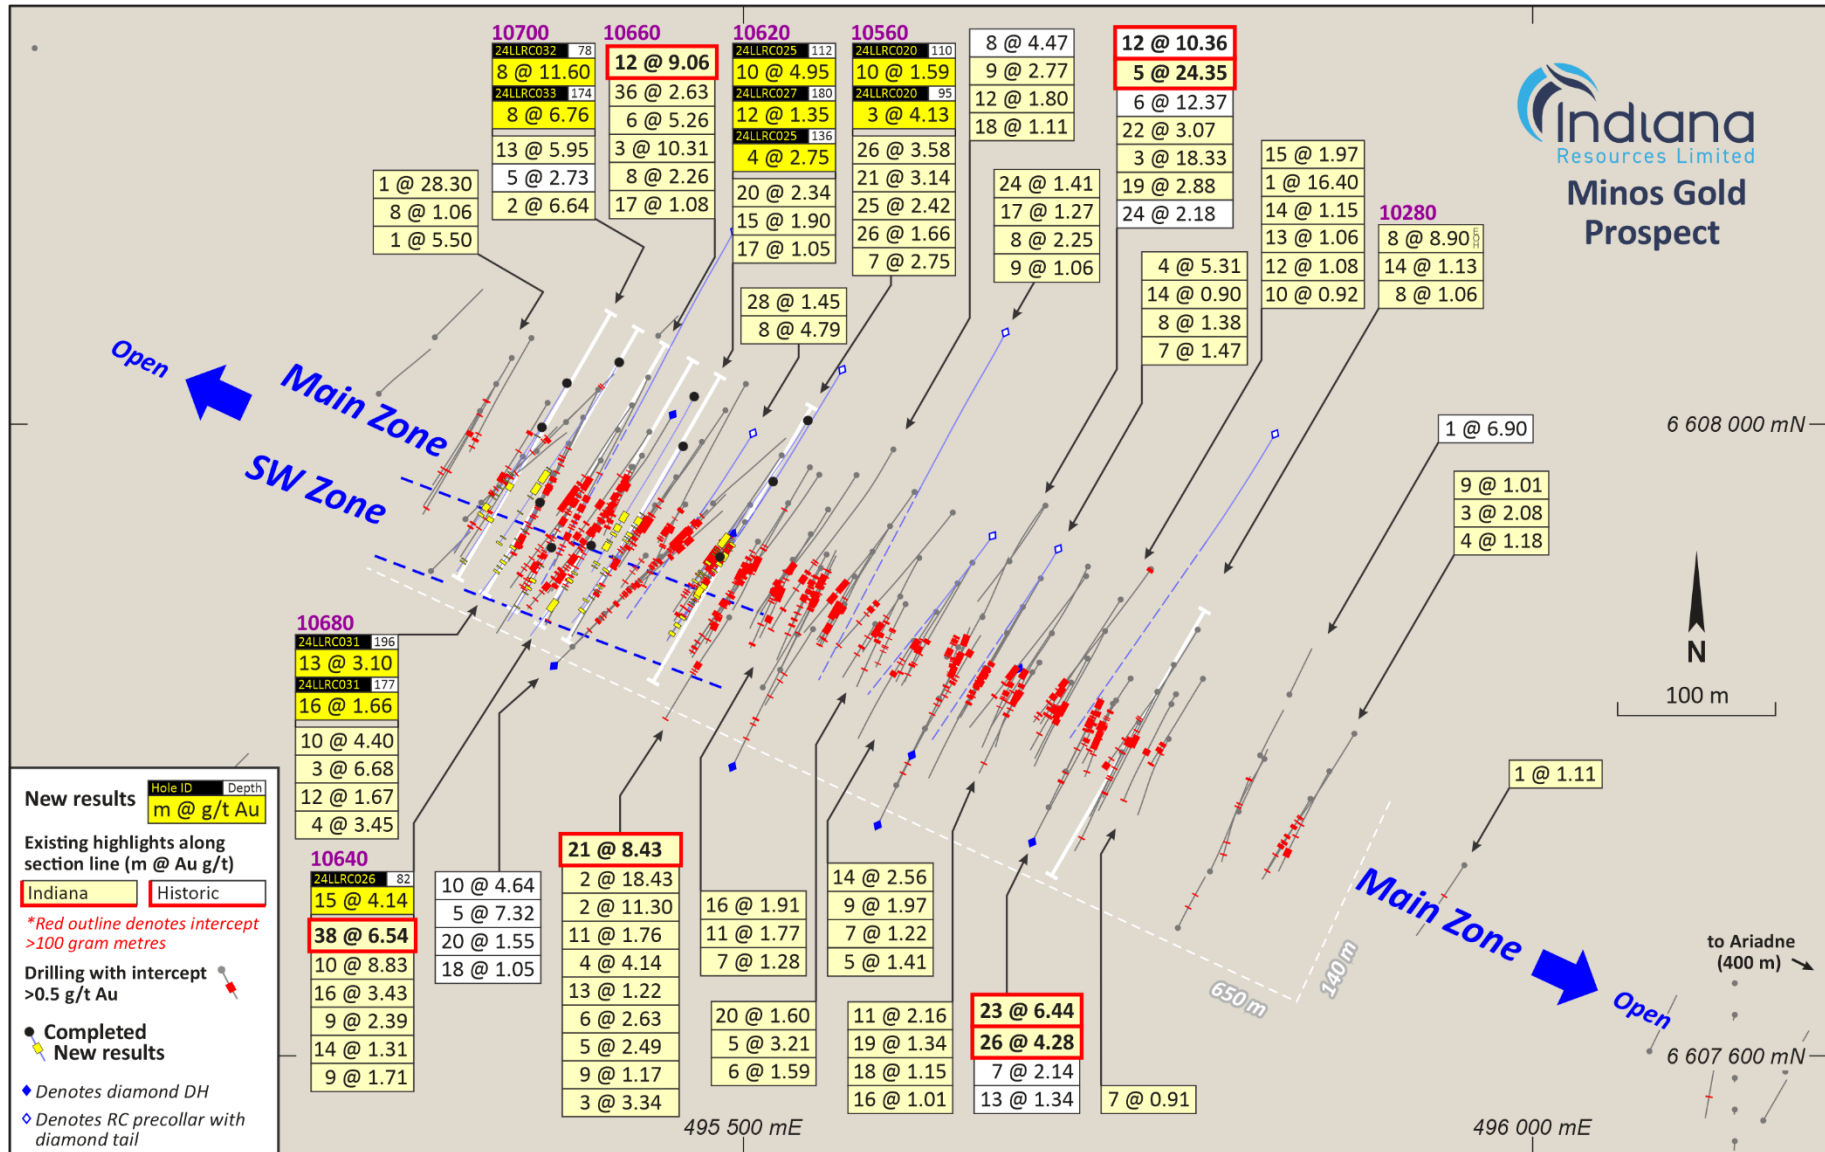 10700
24LLRC032 78
8 @ 11.60
24LLRC033 174
8 @ 6.76
13 @ 5.95
5 @ 2.73
2 @ 6.64
10660
12 @ 9.06
36 @ 2.63
6 @ 5.26
3 @ 10.31
8 @ 2.26
17 @ 1.08
10620
24LLRC025 112
10 @ 4.95
24LLRC027 180
12 @ 1.35
24LLRC025 136
4 @ 2.75
20 @ 2.34
15 @ 1.90
17 @ 1.05
10560
24LLRC020 110
10 @ 1.59
24LLRC020 95
3 @ 4.13
26 @ 3.58
21 @ 3.14
25 @ 2.42
26 @ 1.66
7 @ 2.75
8 @ 4.47
9 @ 2.77
12 @ 1.80
18 @ 1.11
12 @ 10.36
5 @ 24.35
6 @ 12.37
22 @ 3.07
3 @ 18.33
19 @ 2.88
24 @ 2.18
Indiana
Resources Limited
Minos Gold
Prospect
1 @ 28.30
8 @ 1.06
1 @ 5.50
28 @ 1.45
8 @ 4.79
24 @ 1.41
17 @ 1.27
8 @ 2.25
9 @ 1.06
4 @ 5.31
14 @ 0.90
8 @ 1.38
7 @ 1.47
15 @ 1.97
1 @ 16.40
14 @ 1.15
13 @ 1.06
12 @ 1.08
10 @ 0.92
10280
8 @ 8.90 EOH
14 @ 1.13
8 @ 1.06
Open
Main Zone
SW Zone
6 608 000 mN
1 @ 6.90
9 @ 1.01
3 @ 2.08
4 @ 1.18
N
100 m
10680
24LLRC031 196
13 @ 3.10
24LLRC031 177
16 @ 1.66
10 @ 4.40
3 @ 6.68
12 @ 1.67
4 @ 3.45
10640
24LLRC026 82
15 @ 4.14
38 @ 6.54
10 @ 8.83
16 @ 3.43
9 @ 2.39
14 @ 1.31
9 @ 1.71
10 @ 4.64
5 @ 7.32
20 @ 1.55
18 @ 1.05
21 @ 8.43
2 @ 18.43
2 @ 11.30
11 @ 1.76
4 @ 4.14
13 @ 1.22
6 @ 2.63
5 @ 2.49
9 @ 1.17
3 @ 3.34
16 @ 1.91
11 @ 1.77
7 @ 1.28
20 @ 1.60
5 @ 3.21
6 @ 1.59
14 @ 2.56
9 @ 1.97
7 @ 1.22
5 @ 1.41
11 @ 2.16
19 @ 1.34
18 @ 1.15
16 @ 1.01
23 @ 6.44
26 @ 4.28
7 @ 2.14
13 @ 1.34
7 @ 0.91
1 @ 1.11
650 m
140 m
Main Zone
Open
to Ariadne
(400 m)
6 607 600 mN
495 500 mE
496 000 mE
New results
Hole ID Depth
m @ g/t Au
Existing highlights along
section line (m @ Au g/t)
Indiana
Historic
*Red outline denotes intercept
>100 gram metres
Drilling with intercept
>0.5 g/t Au
Completed
New results
Denotes diamond DH
Denotes RC precollar with
diamond tail